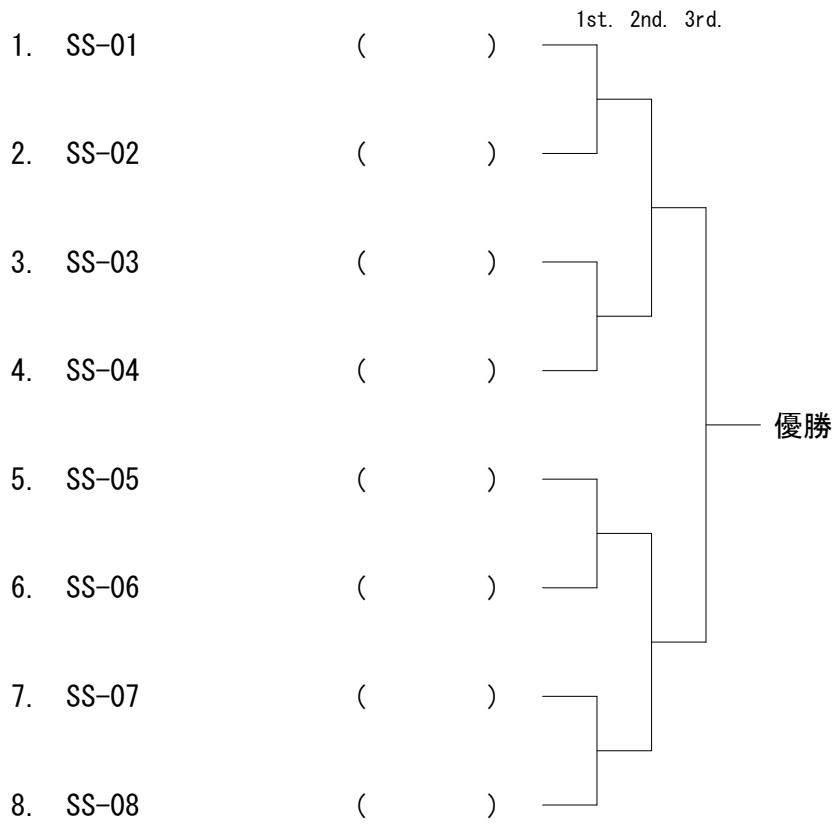 1st. 2nd. 3rd.
1. SS-01 ( )
2. SS-02 ( )
3. SS-03 ( )
4. SS-04 ( )
優勝
5. SS-05 ( )
6. SS-06 ( )
7. SS-07 ( )
8. SS-08 ( )